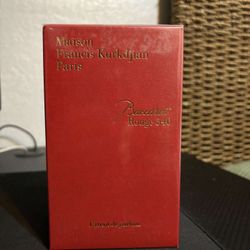 Maison
Francis Kurkdjian
Paris
Baccarat
Rouge 540
Extrait de parfum